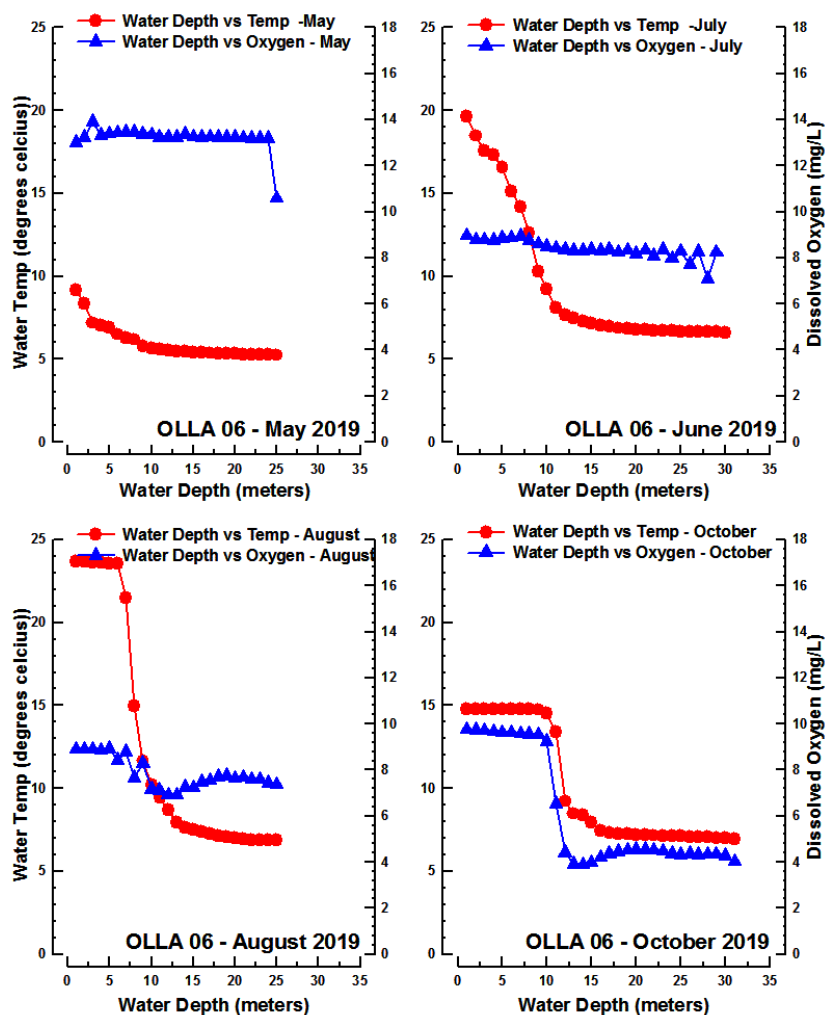 Water Depth vs Temp -May
Water Depth vs Oxygen - May
25
20
15
10
5
0
Water Temp (degrees celcius))
18
16
14
12
10
8
6
4
2
0
OLLA 06 - May 2019
0 5 10 15 20 25 30 35
Water Depth (meters)
Water Depth vs Temp -July
Water Depth vs Oxygen - July
25
20
15
10
5
0
18
16
14
12
10
8
6
4
2
0
Dissolved Oxygen (mg/L)
OLLA 06 - June 2019
0 5 10 15 20 25 30 35
Water Depth (meters)
Water Depth vs Temp - August
Water Depth vs Oxygen - August
25
20
15
10
5
0
Water Temp (degrees celcius))
18
16
14
12
10
8
6
4
2
0
OLLA 06 - August 2019
0 5 10 15 20 25 30 35
Water Depth (meters)
Water Depth vs Temp - October
Water Depth vs Oxygen - October
25
20
15
10
5
0
18
16
14
12
10
8
6
4
2
0
Dissolved Oxygen (mg/L)
OLLA 06 - October 2019
0 5 10 15 20 25 30 35
Water Depth (meters)